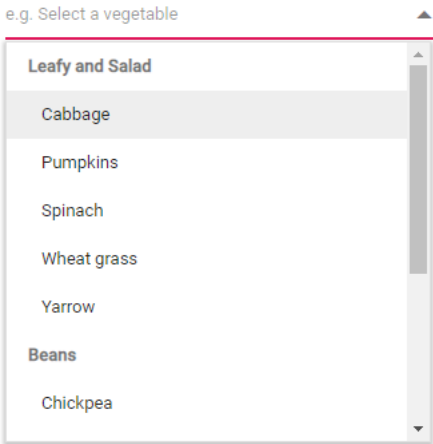 e.g. Select a vegetable
Leafy and Salad
Cabbage
Pumpkins
Spinach
Wheat grass
Yarrow
Beans
Chickpea